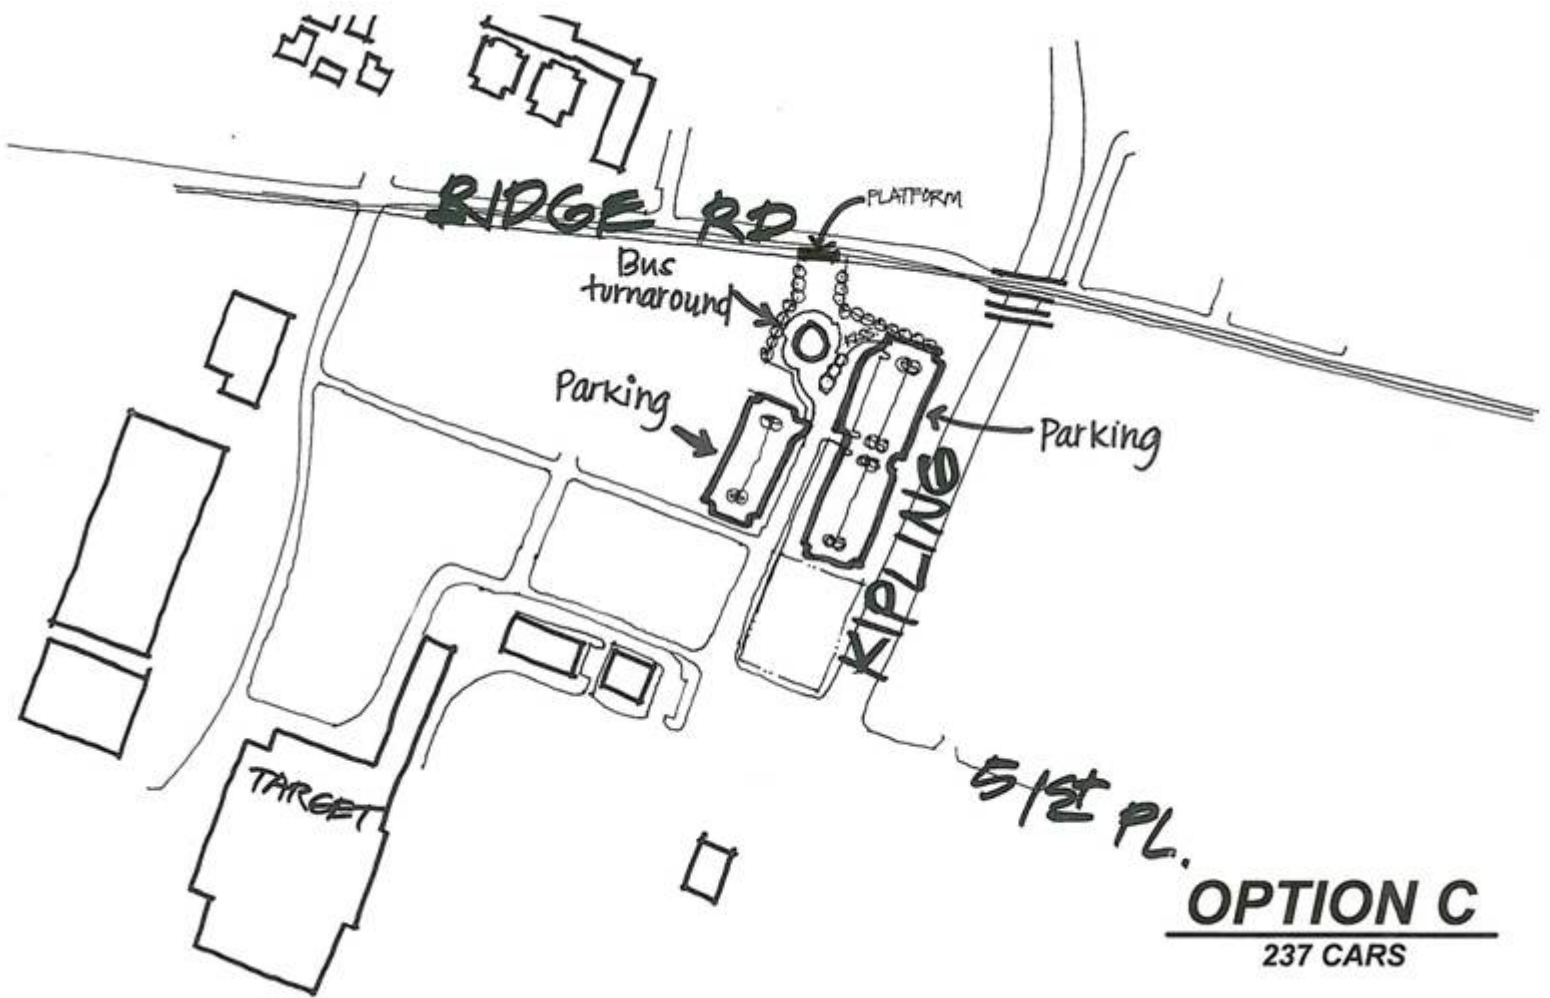 RIDGE RD
PLATFORM
Bus
turnaround
Parking
Parking
KIPLING
TARGET
51st PL.
OPTION C
237 CARS